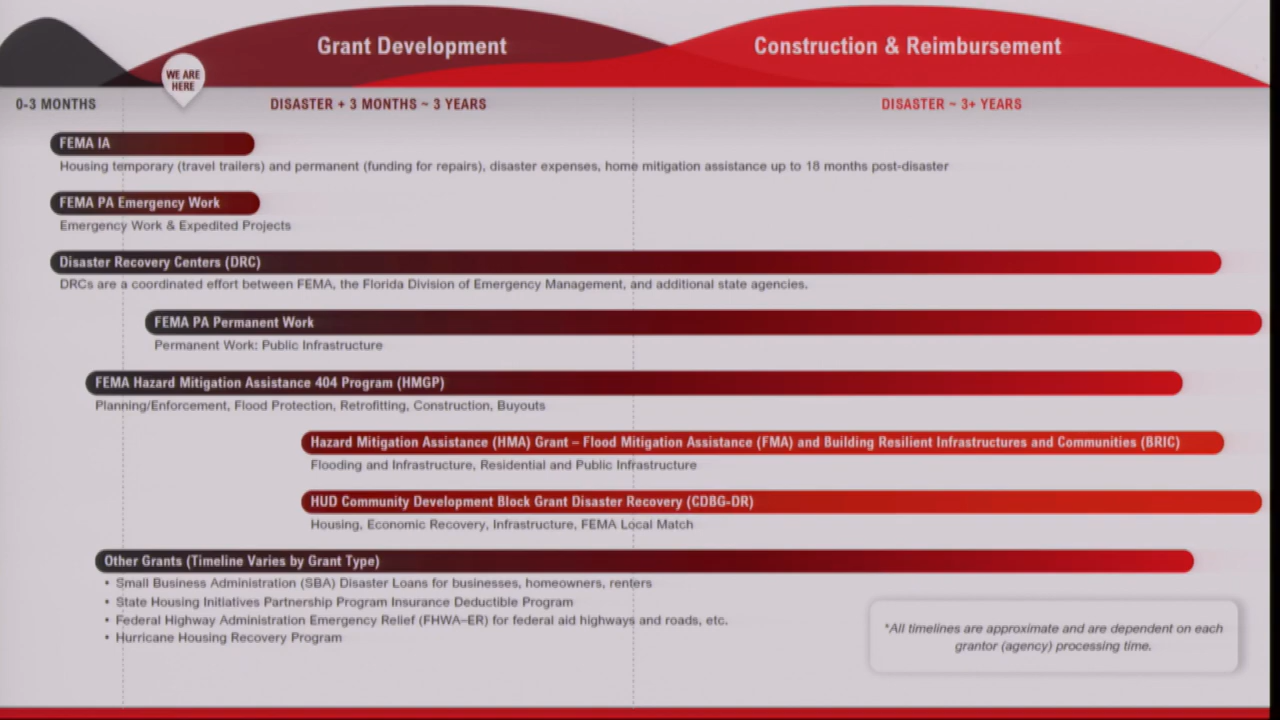 Grant Development
Construction & Reimbursement
WE ARE
HERE
0-3 MONTHS
DISASTER + 3 MONTHS ~ 3 YEARS
DISASTER ~ 3+ YEARS
FEMA IA
Housing temporary (travel trailers) and permanent (funding for repairs), disaster expenses, home mitigation assistance up to 18 months post-disaster
FEMA PA Emergency Work
Emergency Work & Expedited Projects
Disaster Recovery Centers (DRC)
DRCs are a coordinated effort between FEMA, the Florida Division of Emergency Management, and additional state agencies.
FEMA PA Permanent Work
Permanent Work: Public Infrastructure
FEMA Hazard Mitigation Assistance 404 Program (HMGP)
Planning/Enforcement, Flood Protection, Retrofitting, Construction, Buyouts
Hazard Mitigation Assistance (HMA) Grant – Flood Mitigation Assistance (FMA) and Building Resilient Infrastructures and Communities (BRIC)
Flooding and Infrastructure, Residential and Public Infrastructure
HUD Community Development Block Grant Disaster Recovery (CDBG-DR)
Housing, Economic Recovery, Infrastructure, FEMA Local Match
Other Grants (Timeline Varies by Grant Type)
• Small Business Administration (SBA) Disaster Loans for businesses, homeowners, renters
• State Housing Initiatives Partnership Program Insurance Deductible Program
• Federal Highway Administration Emergency Relief (FHWA–ER) for federal aid highways and roads, etc.
• Hurricane Housing Recovery Program
*All timelines are approximate and are dependent on each
grantor (agency) processing time.